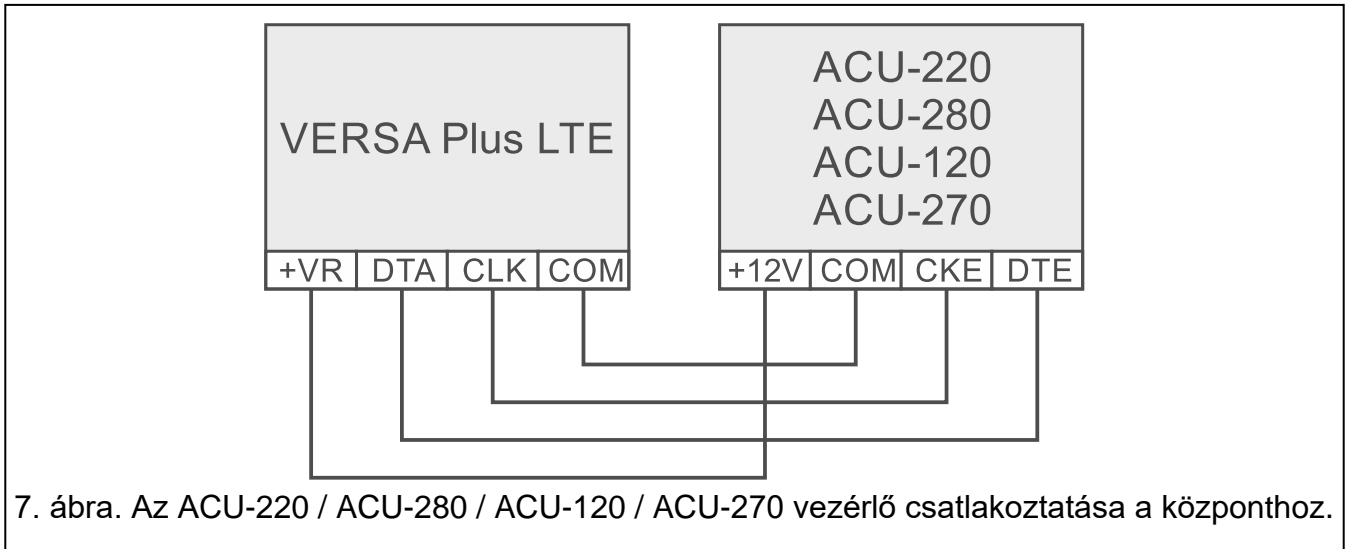 VERSA Plus LTE
+VR DTA CLK COM
ACU-220
ACU-280
ACU-120
ACU-270
+12V COM CKE DTE
7. ábra. Az ACU-220 / ACU-280 / ACU-120 / ACU-270 vezérlő csatlakoztatása a központhoz.